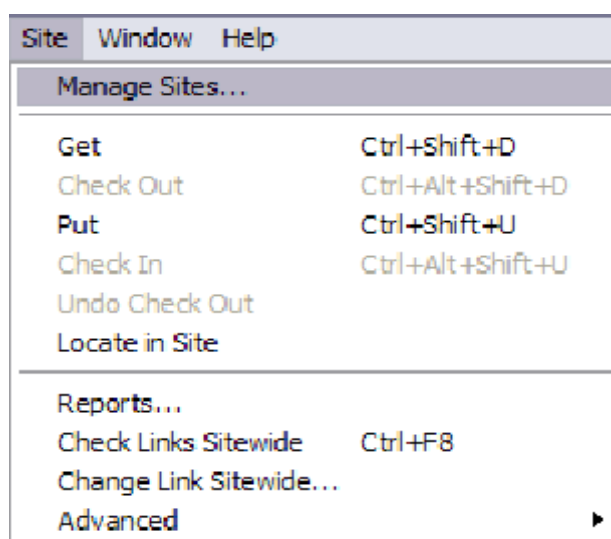 Site Window Help
Manage Sites...
Get Ctrl+Shift+D
Check Out Ctrl+Alt+Shift+D
Put Ctrl+Shift+U
Check In Ctrl+Alt+Shift+U
Undo Check Out
Locate in Site
Reports...
Check Links Sitewide Ctrl+F8
Change Link Sitewide...
Advanced